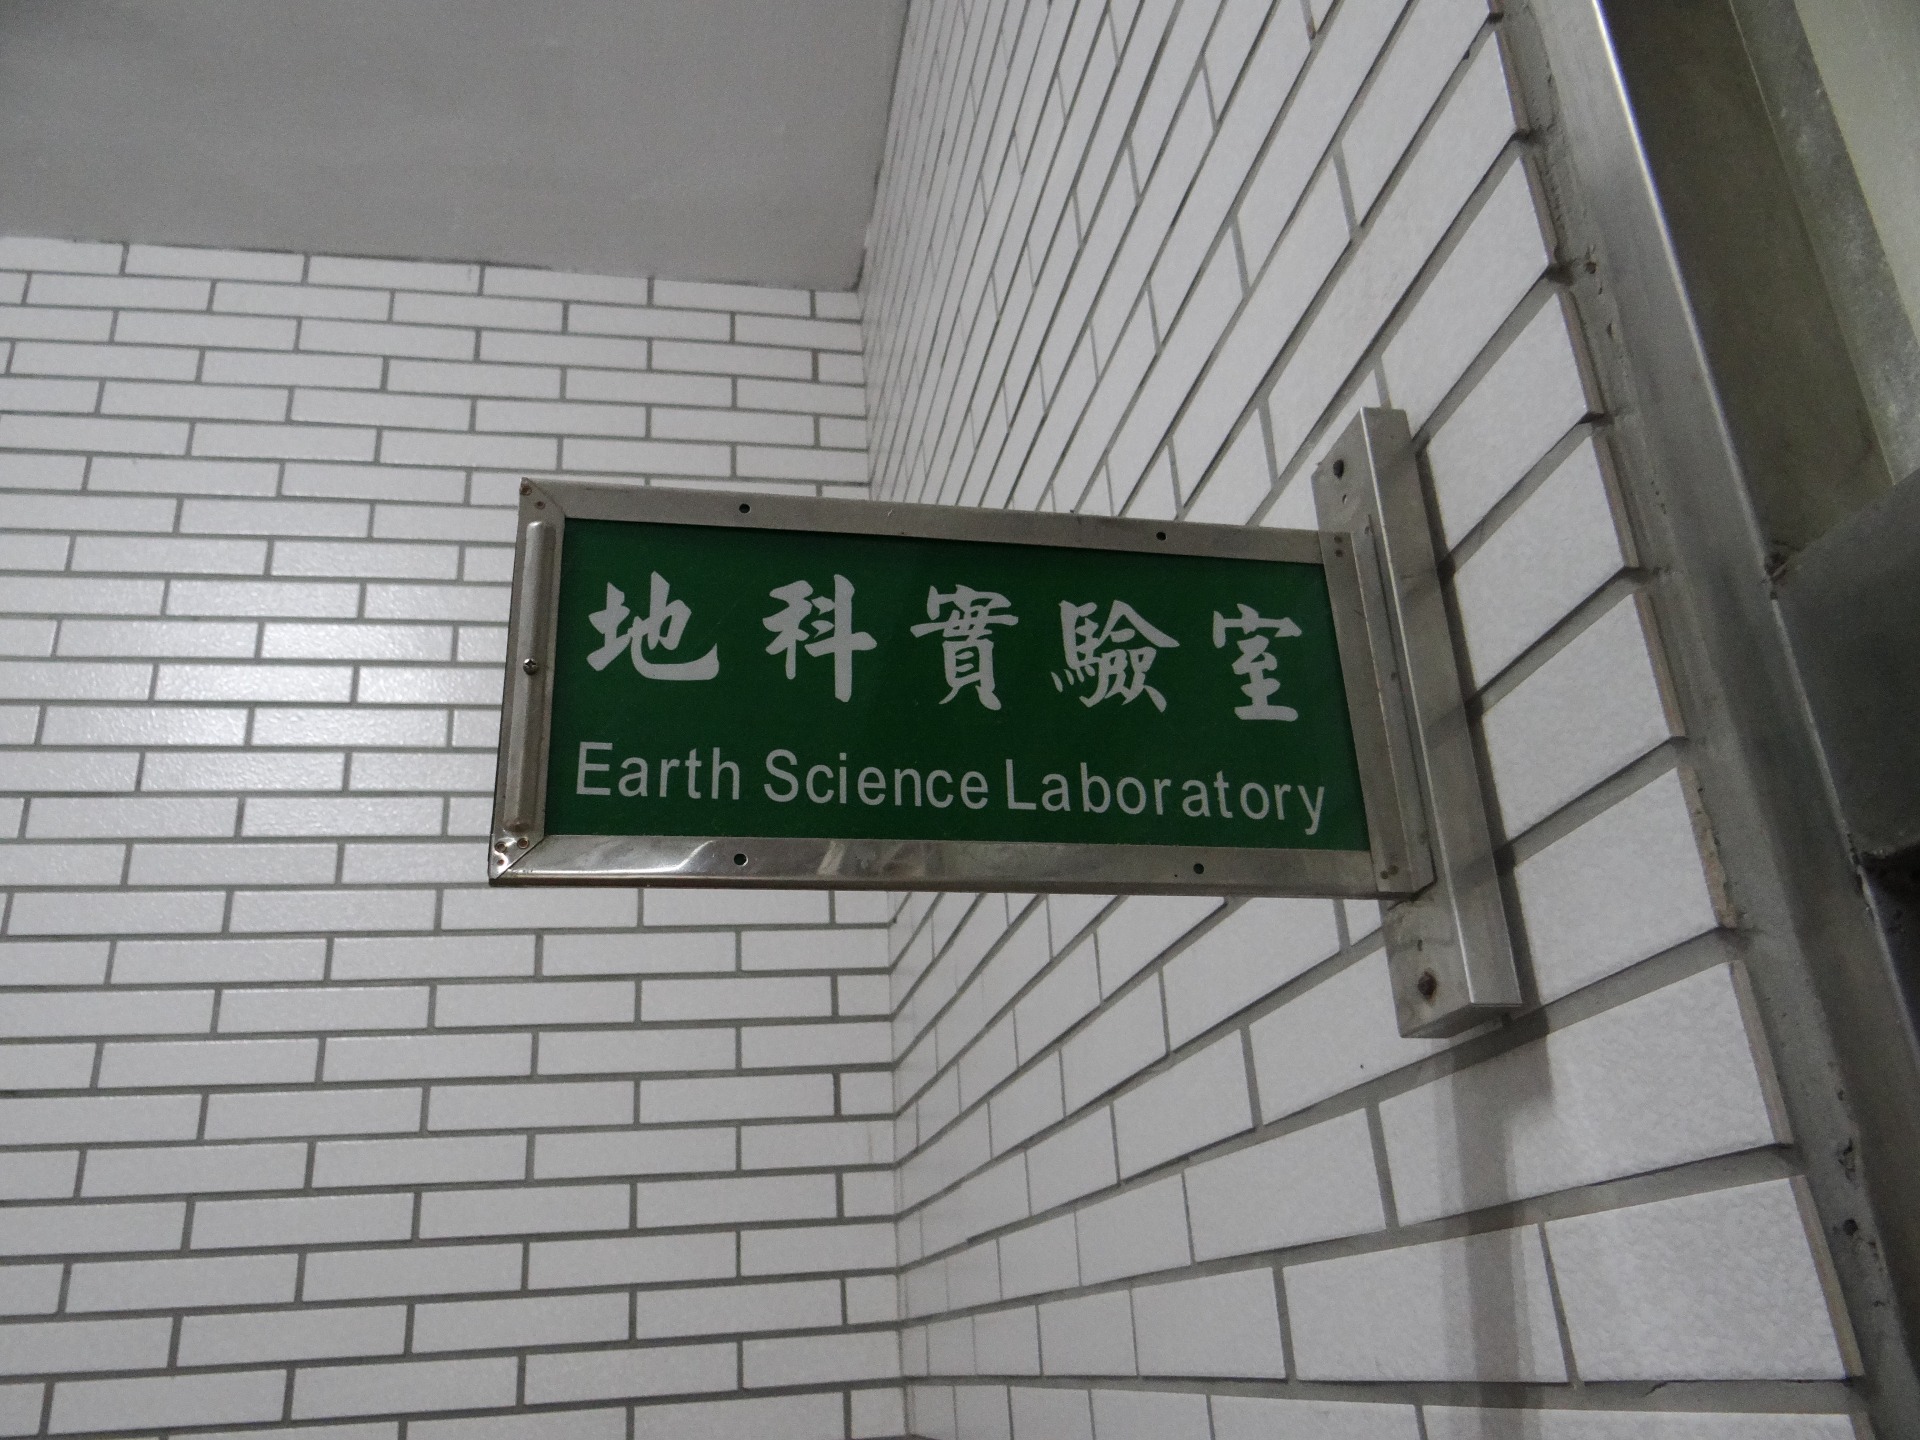 地科實驗室
Earth Science Laboratory